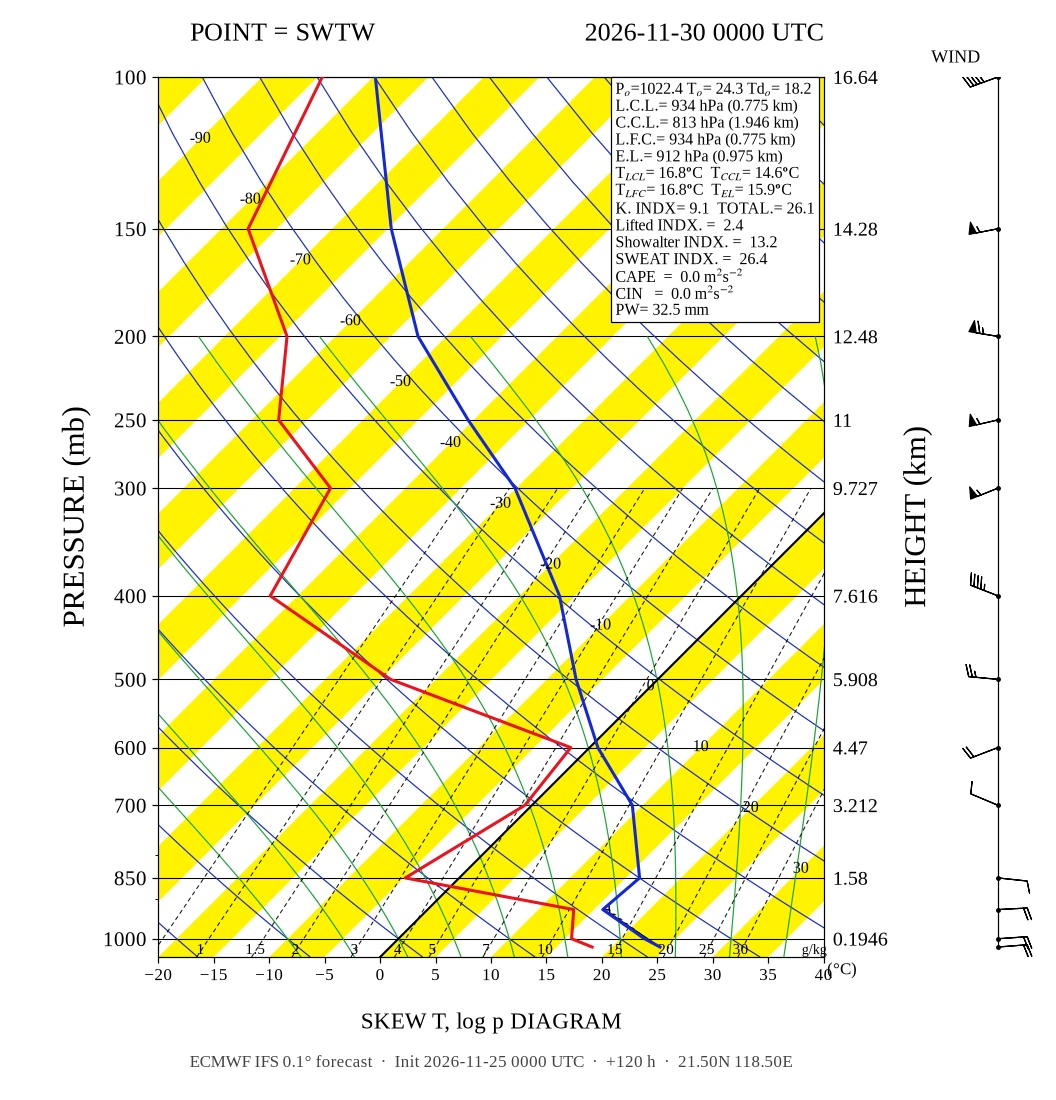 POINT = SWTW 2026-11-30 0000 UTC
WIND
100 16.64
Pₒ=1022.4 Tₒ= 24.3 Tdₒ= 18.2
L.C.L.= 934 hPa (0.775 km)
C.C.L.= 813 hPa (1.946 km)
L.F.C.= 934 hPa (0.775 km)
E.L.= 912 hPa (0.975 km)
T_LCL= 16.8°C T_CCL= 14.6°C
T_LFC= 16.8°C T_EL= 15.9°C
K. INDX= 9.1 TOTAL.= 26.1
Lifted INDX. = 2.4
Showalter INDX. = 13.2
SWEAT INDX. = 26.4
CAPE = 0.0 m²s⁻²
CIN = 0.0 m²s⁻²
PW= 32.5 mm
-90
-80
150 14.28
-70
-60
200 12.48
-50
250 11
-40
300 9.727
-30
PRESSURE (mb)
HEIGHT (km)
-20
400 7.616
-10
500 5.908
0
600 4.47
10
700 3.212
20
850 1.58
30
1000 0.1946
1 1.5 2 3 4 5 7 10 15 20 25 30 g/kg
−20 −15 −10 −5 0 5 10 15 20 25 30 35 40 (°C)
SKEW T, log p DIAGRAM
ECMWF IFS 0.1° forecast · Init 2026-11-25 0000 UTC · +120 h · 21.50N 118.50E